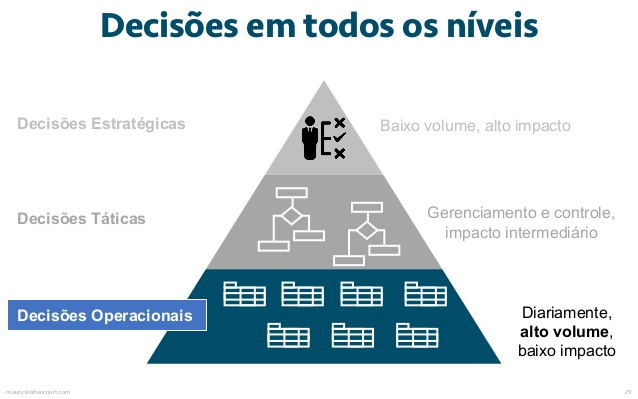 Decisões em todos os níveis
Decisões Estratégicas
Baixo volume, alto impacto
Decisões Táticas
Gerenciamento e controle,
impacto intermediário
Decisões Operacionais
Diariamente,
alto volume,
baixo impacto
mauriciobitencourt.com
29